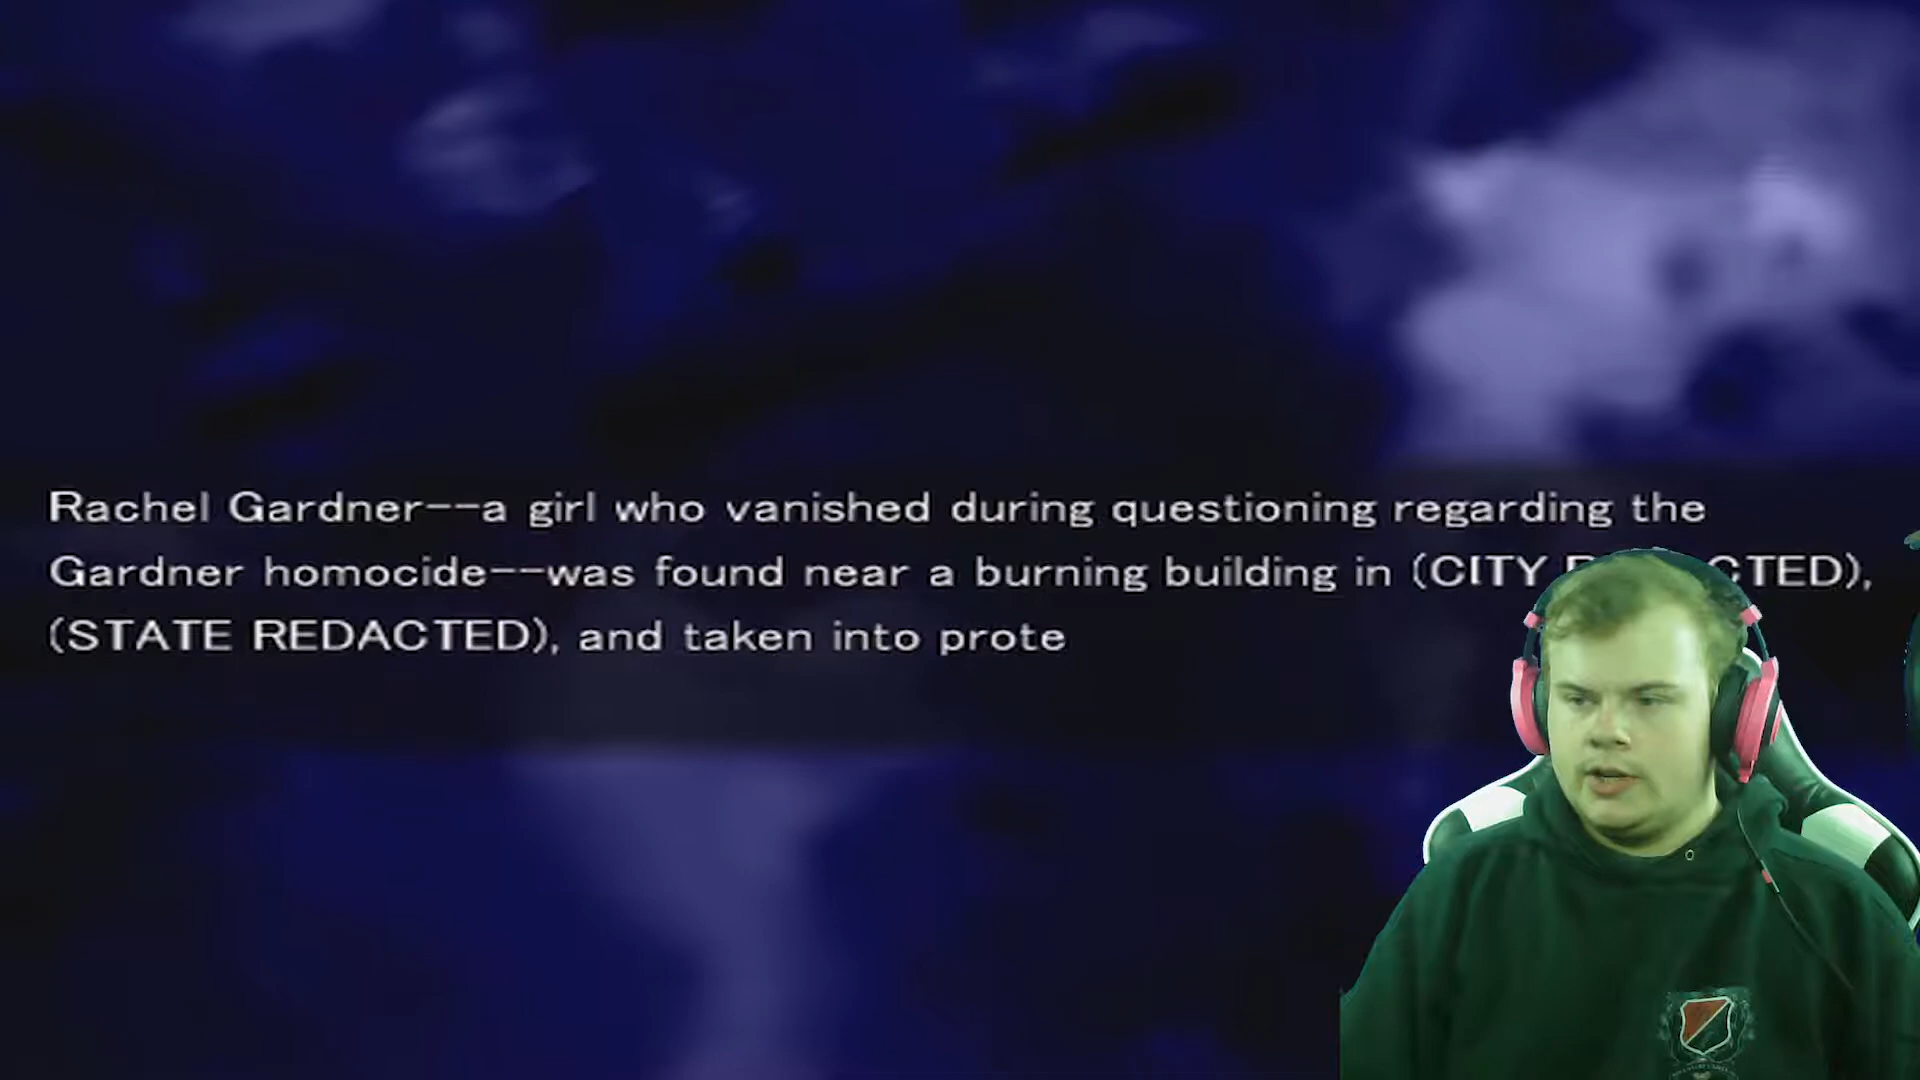 Rachel Gardner--a girl who vanished during questioning regarding the
Gardner homocide--was found near a burning building in (CITY
(STATE REDACTED), and taken into prote